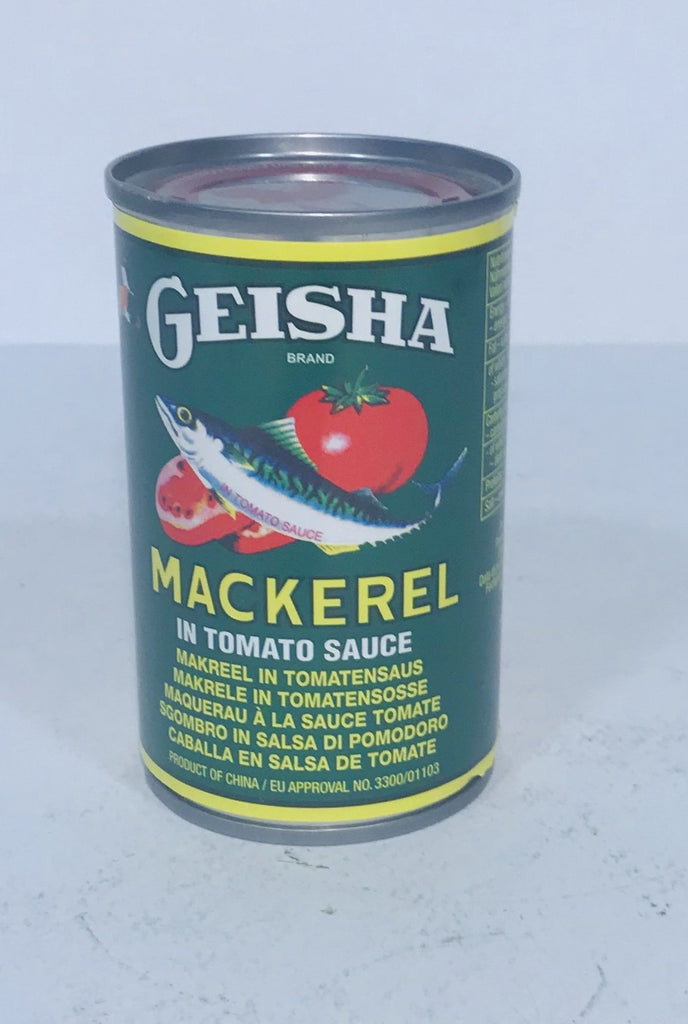 GEISHA
BRAND
IN TOMATO SAUCE
MACKEREL
IN TOMATO SAUCE
MAKREEL IN TOMATENSAUS
MAKRELE IN TOMATENSOSSE
MAQUERAU À LA SAUCE TOMATE
SGOMBRO IN SALSA DI POMODORO
CABALLA EN SALSA DE TOMATE
PRODUCT OF CHINA / EU APPROVAL NO. 3300/01103